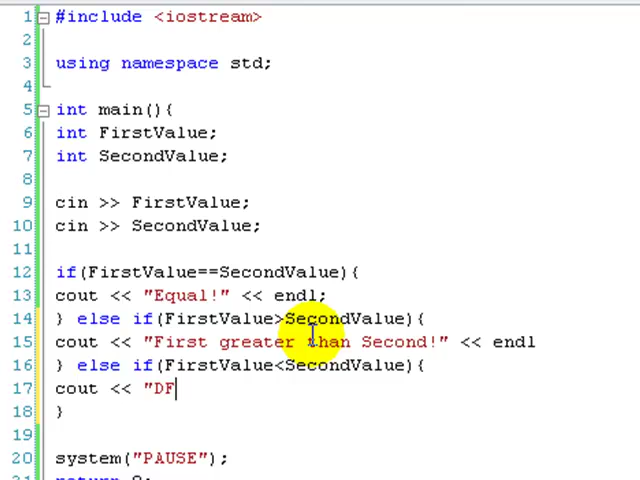 1 #include <iostream>
2
3 using namespace std;
4
5 int main(){
6 int FirstValue;
7 int SecondValue;
8
9 cin >> FirstValue;
10 cin >> SecondValue;
11
12 if(FirstValue==SecondValue){
13 cout << "Equal!" << endl;
14 } else if(FirstValue>SecondValue){
15 cout << "First greater than Second!" << endl
16 } else if(FirstValue<SecondValue){
17 cout << "DF
18 }
19
20 system("PAUSE");
21 return 0;